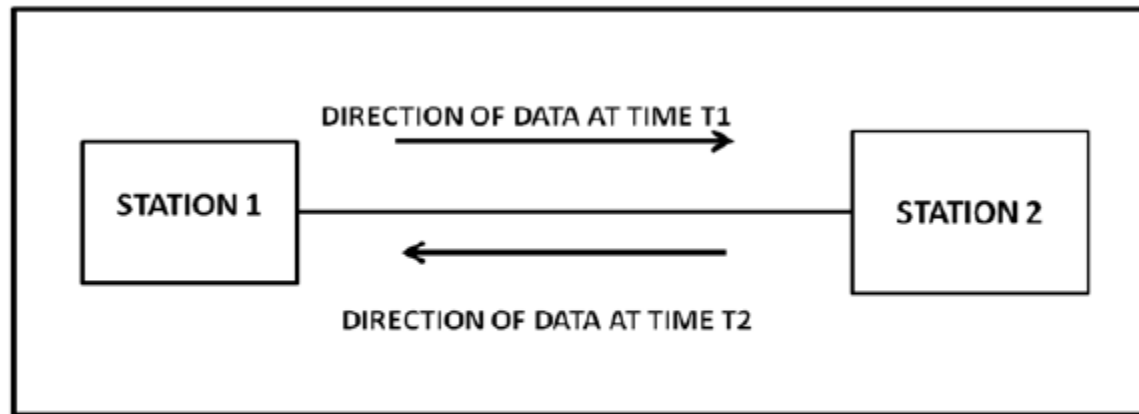 DIRECTION OF DATA AT TIME T1
STATION 1
STATION 2
DIRECTION OF DATA AT TIME T2